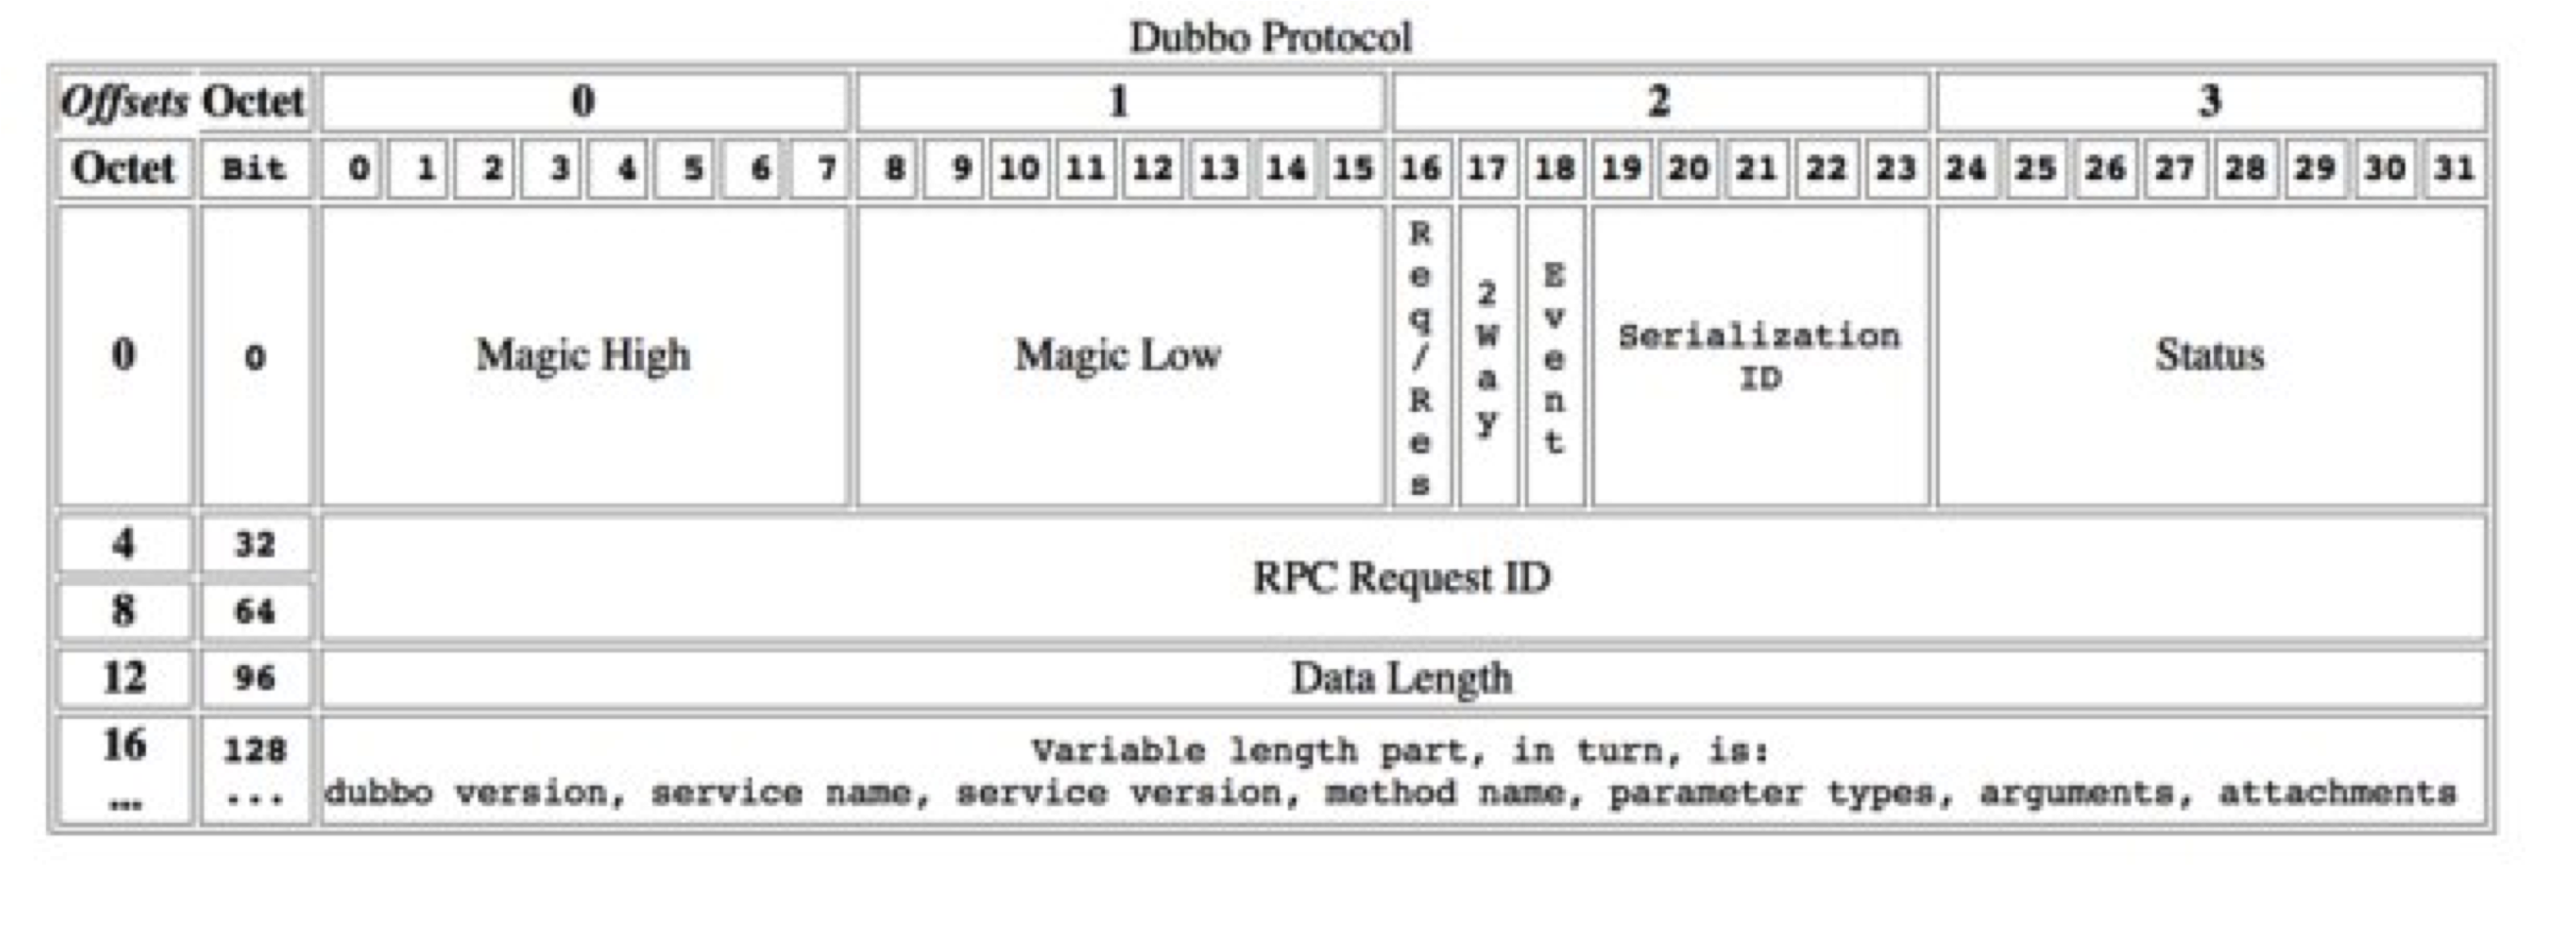 Dubbo Protocol
Offsets Octet 0 1 2 3
Octet Bit 0 1 2 3 4 5 6 7 8 9 10 11 12 13 14 15 16 17 18 19 20 21 22 23 24 25 26 27 28 29 30 31
0 0 Magic High Magic Low Req/Res 2Way Event Serialization ID Status
4 32 RPC Request ID
8 64
12 96 Data Length
16 128 Variable length part, in turn, is:
... ... dubbo version, service name, service version, method name, parameter types, arguments, attachments